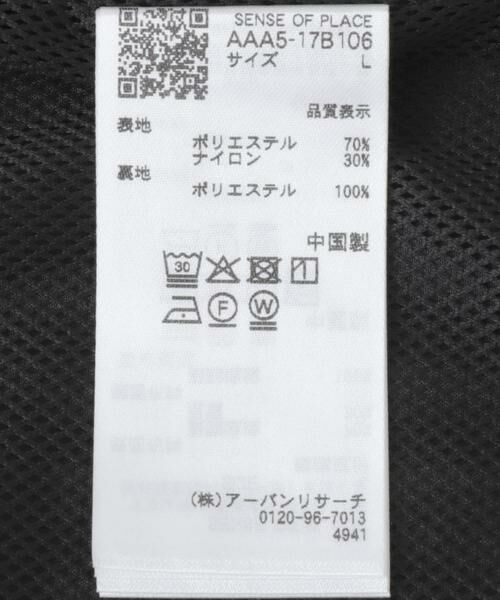 SENSE OF PLACE
AAA5-17B106
サイズ L
品質表示
表地
ポリエステル 70%
ナイロン 30%
裏地
ポリエステル 100%
中国製
30
F W
(株)アーバンリサーチ
0120-96-7013
4941